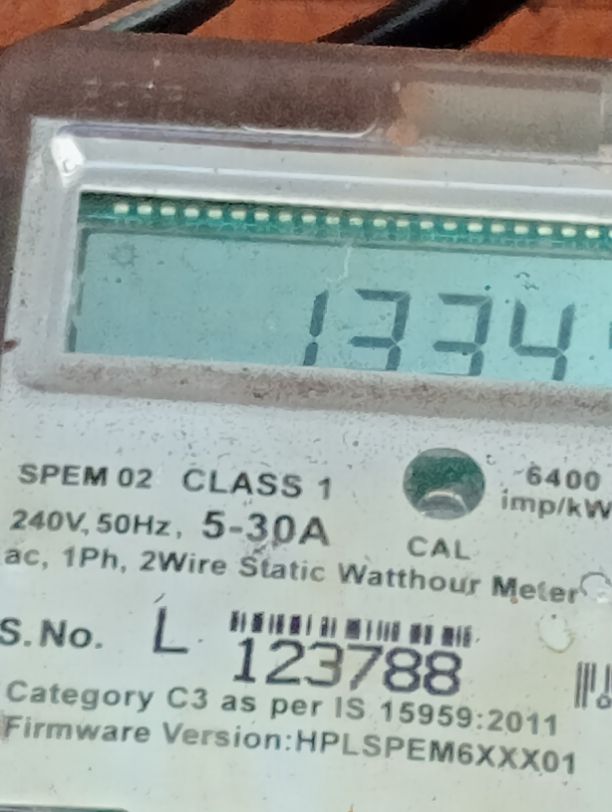 1334
SPEM 02 CLASS 1
6400
imp/kW
240V, 50Hz, 5-30A
CAL
ac, 1Ph, 2Wire Static Watthour Meter
S.No. L 123788
Category C3 as per IS 15959:2011
Firmware Version:HPLSPEM6XXX01